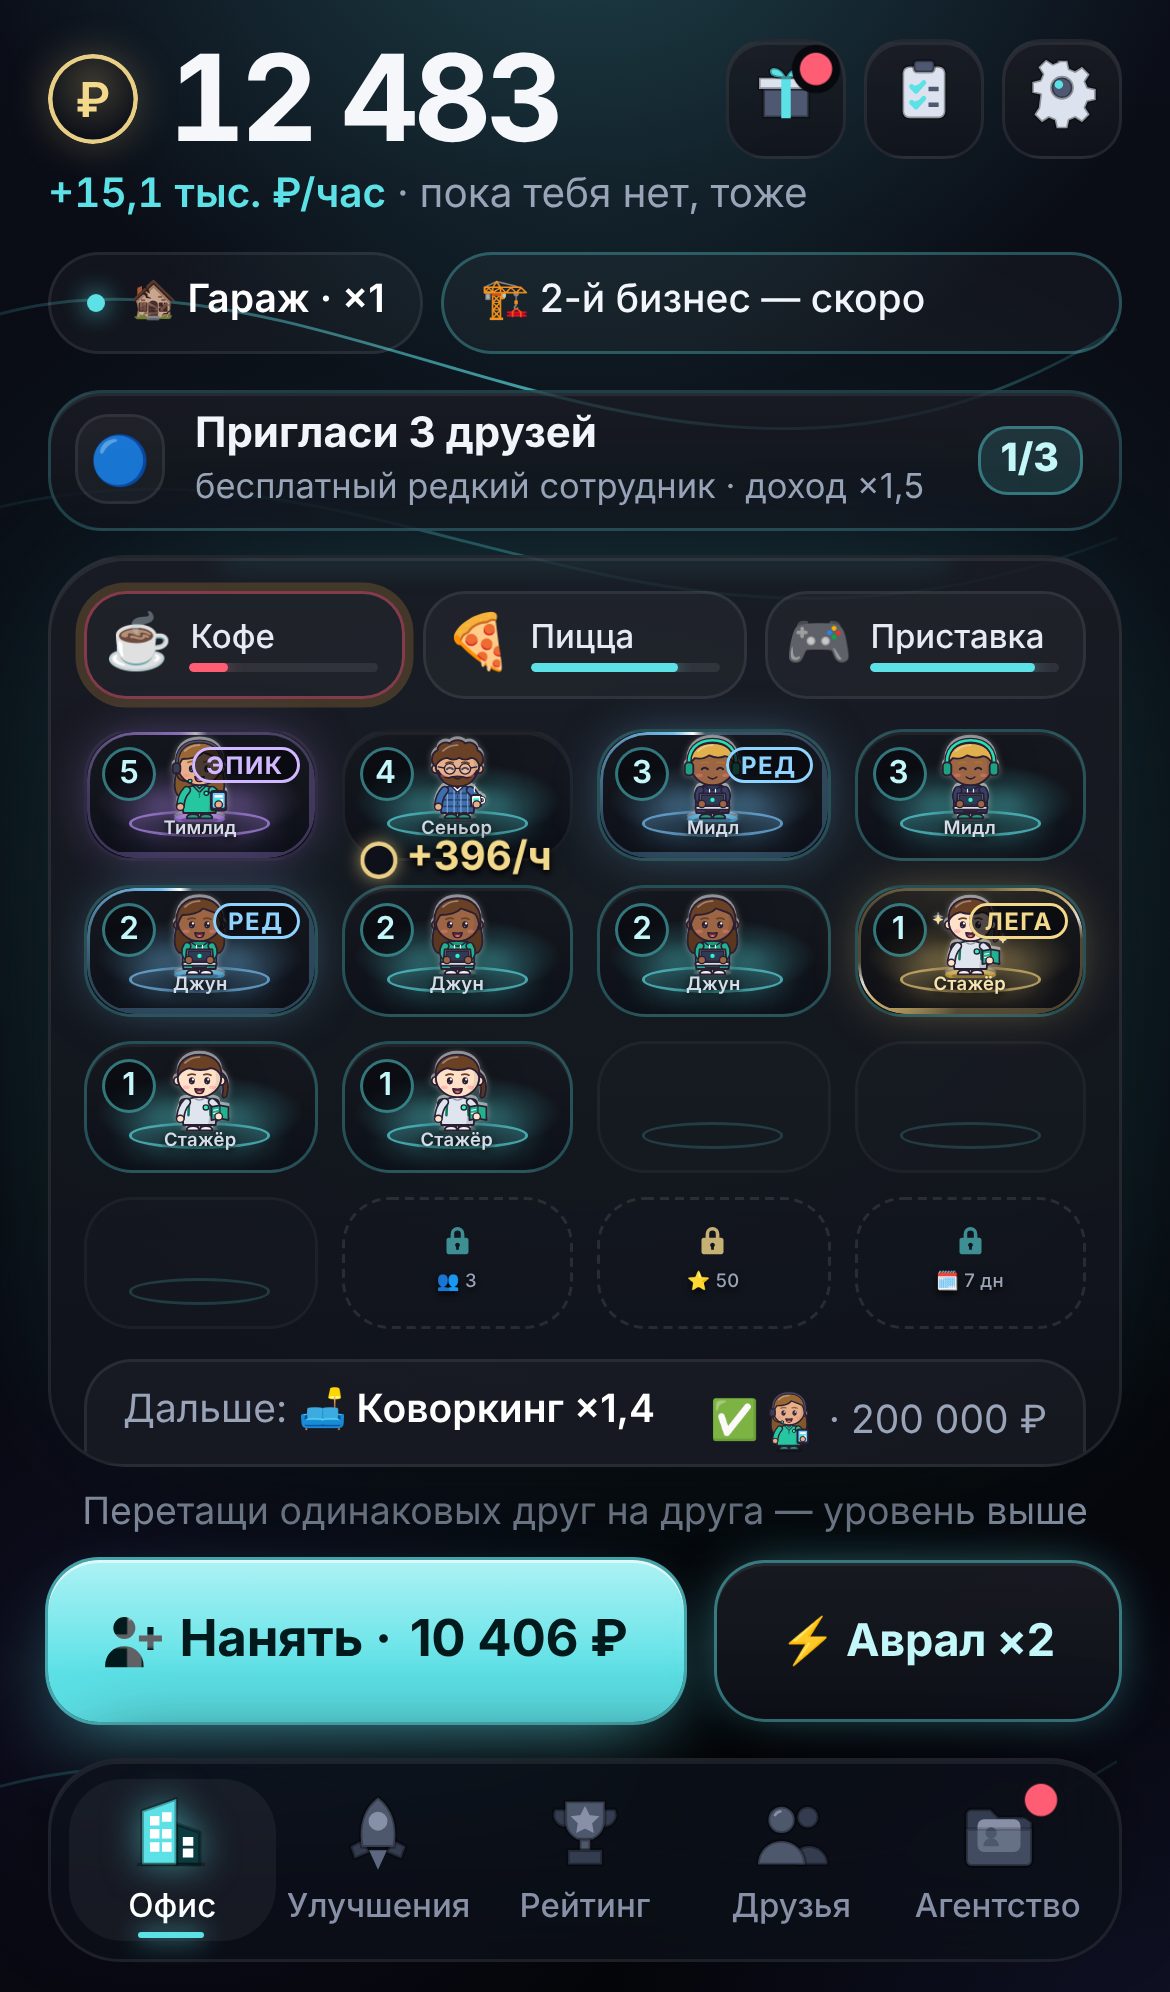 ₽ 12 483
+15,1 тыс. ₽/час · пока тебя нет, тоже
Гараж · ×1
2-й бизнес — скоро
Пригласи 3 друзей
бесплатный редкий сотрудник · доход ×1,5
1/3
Кофе
Пицца
Приставка
5 ЭПИК
Тимлид
4
Сеньор
+396/ч
3 РЕД
Мидл
3
Мидл
2 РЕД
Джун
2
Джун
2
Джун
1 ЛЕГА
Стажёр
1
Стажёр
1
Стажёр
3
50
7 дн
Дальше: Коворкинг ×1,4
· 200 000 ₽
Перетащи одинаковых друг на друга — уровень выше
Нанять · 10 406 ₽
Аврал ×2
Офис
Улучшения
Рейтинг
Друзья
Агентство